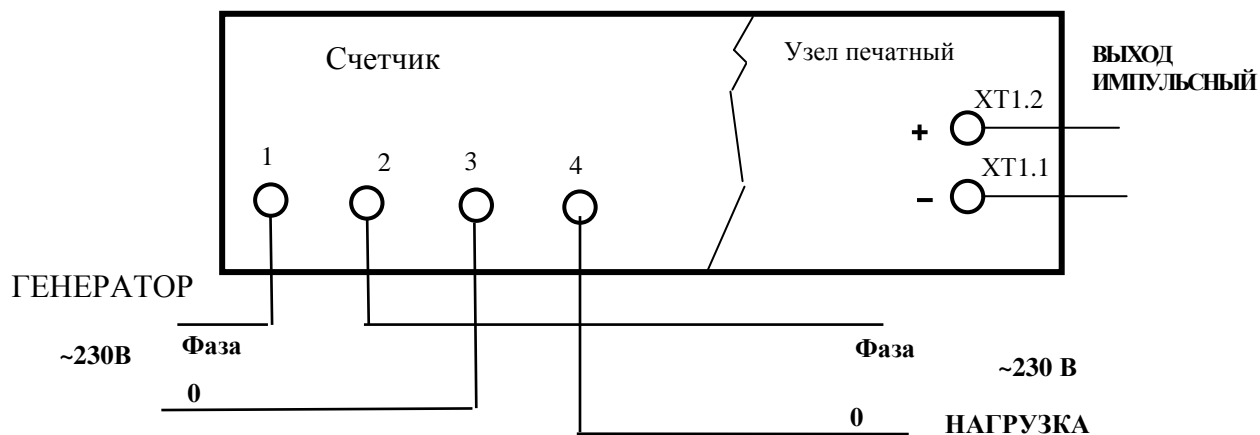 Счетчик
Узел печатный
ВЫХОД
ИМПУЛЬСНЫЙ
XT1.2
+
XT1.1
-
1
2
3
4
ГЕНЕРАТОР
~230В
Фаза
0
Фаза
~230 В
0
НАГРУЗКА